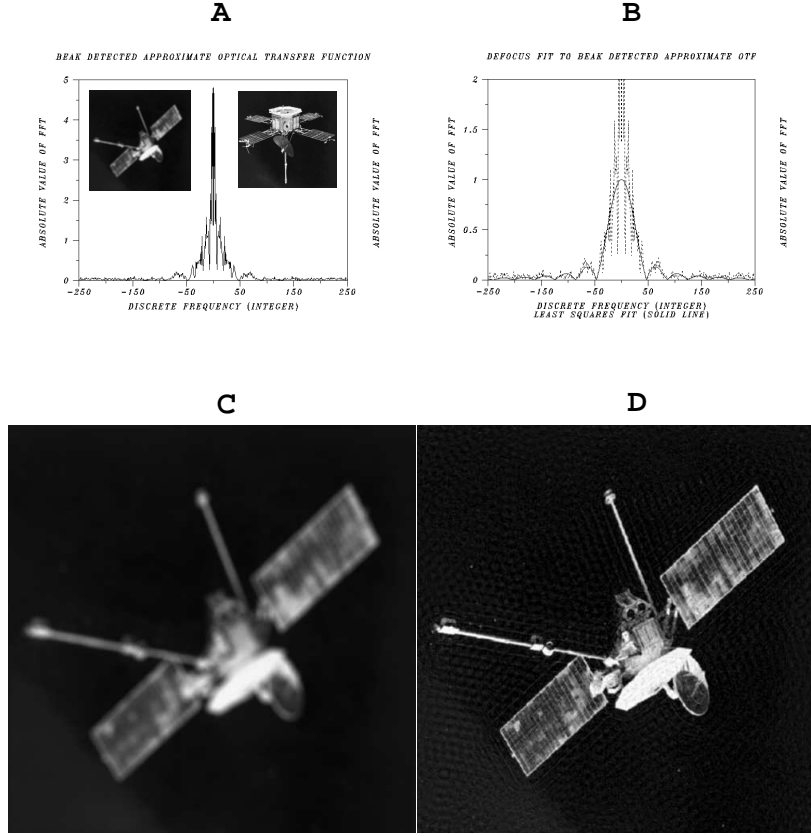 A
B
BEAK DETECTED APPROXIMATE OPTICAL TRANSFER FUNCTION
DEFOCUS FIT TO BEAK DETECTED APPROXIMATE OTF
ABSOLUTE VALUE OF FFT
5
4
3
2
1
0
-250
-150
-50
50
150
250
DISCRETE FREQUENCY (INTEGER)
ABSOLUTE VALUE OF FFT
ABSOLUTE VALUE OF FFT
2
1.5
1
0.5
0
-250
-150
-50
50
150
250
DISCRETE FREQUENCY (INTEGER)
LEAST SQUARES FIT (SOLID LINE)
ABSOLUTE VALUE OF FFT
C
D